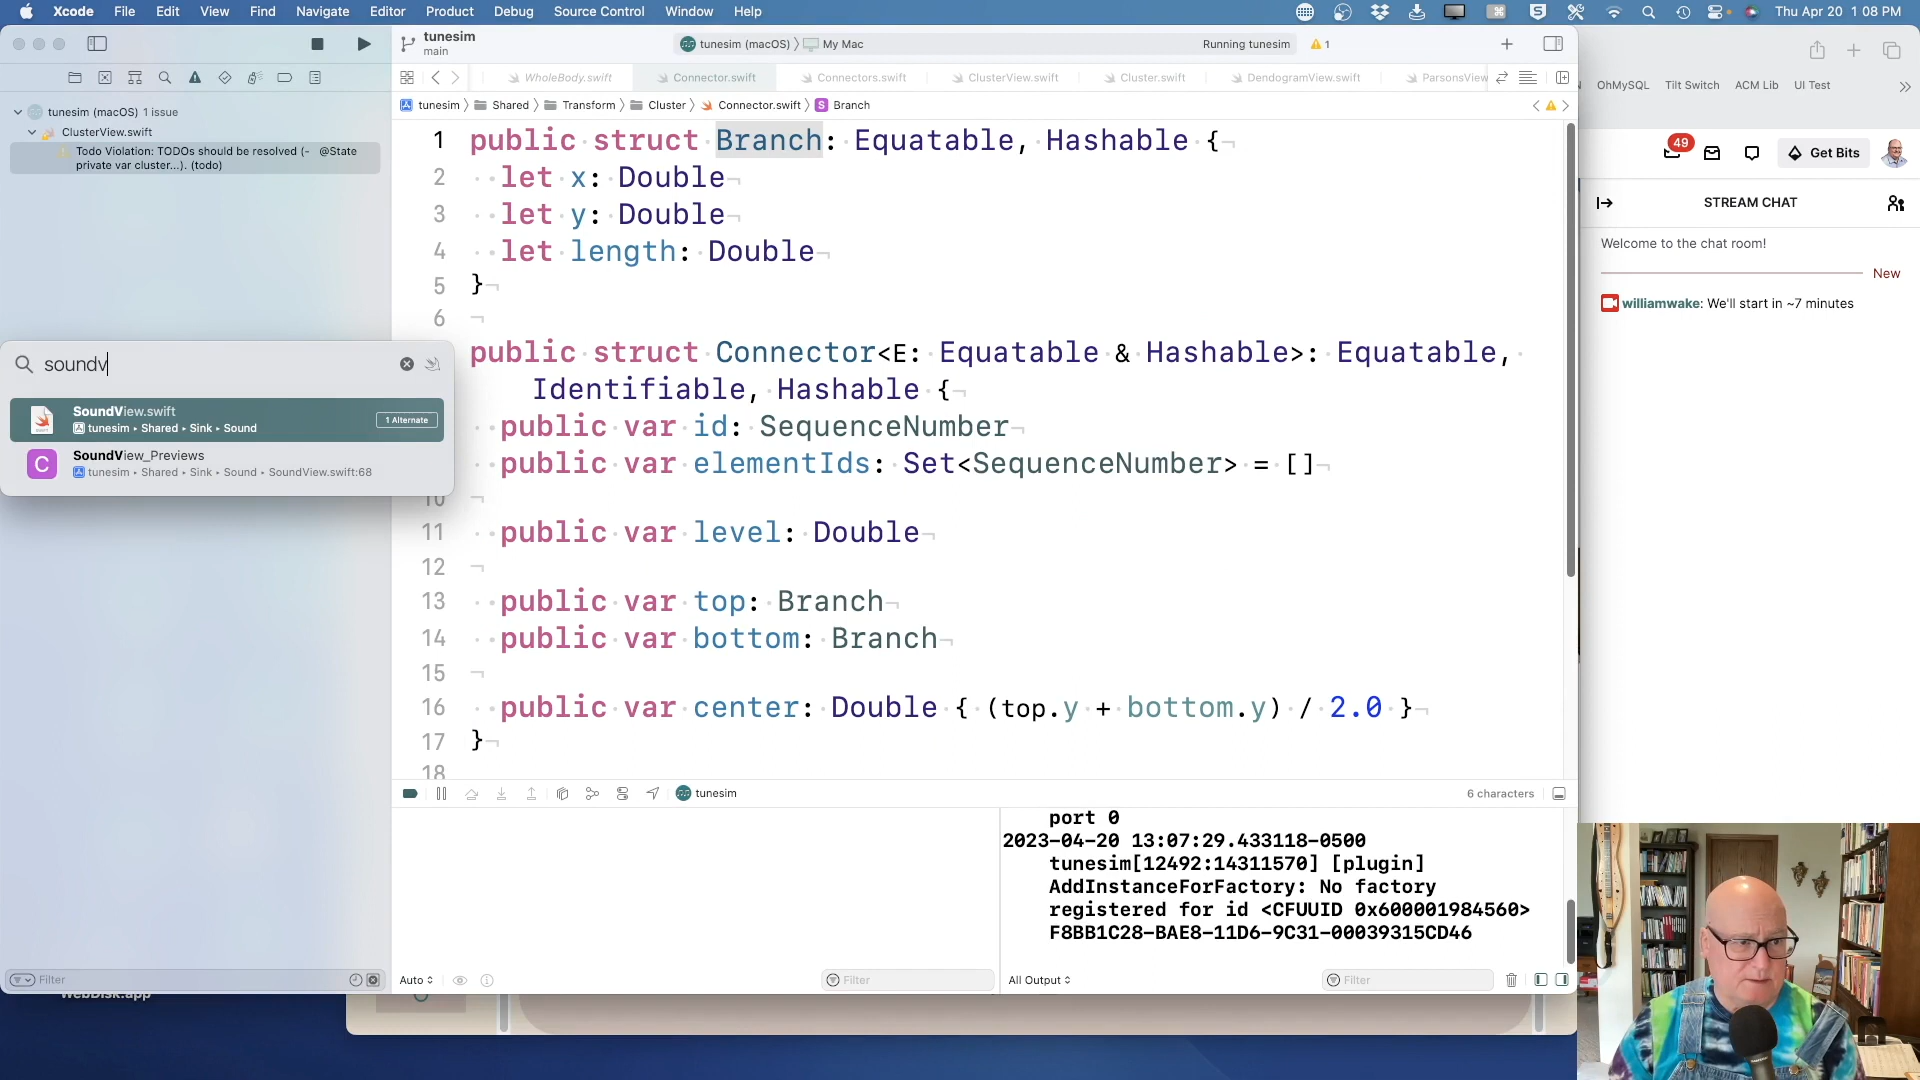 Xcode File Edit View Find Navigate Editor Product Debug Source Control Window Help
Thu Apr 20 1:08 PM
tunesim
main
tunesim (macOS) 〉 My Mac
Running tunesim
1
WholeBody.swift
Connector.swift
Connectors.swift
ClusterView.swift
Cluster.swift
DendogramView.swift
ParsonsView
tunesim 〉 Shared 〉 Transform 〉 Cluster 〉 Connector.swift 〉 S Branch
tunesim (macOS) 1 issue
ClusterView.swift
Todo Violation: TODOs should be resolved (- @State
private var cluster...). (todo)
soundv
SoundView.swift
tunesim ▸ Shared ▸ Sink ▸ Sound
1 Alternate
C
SoundView_Previews
tunesim ▸ Shared ▸ Sink ▸ Sound ▸ SoundView.swift:68
1 public struct Branch: Equatable, Hashable {
2 let x: Double
3 let y: Double
4 let length: Double
5 }
6
public struct Connector<E: Equatable & Hashable>: Equatable,
Identifiable, Hashable {
public var id: SequenceNumber
public var elementIds: Set<SequenceNumber> = []
10
11 public var level: Double
12
13 public var top: Branch
14 public var bottom: Branch
15
16 public var center: Double { (top.y + bottom.y) / 2.0 }
17 }
18
tunesim
6 characters
port 0
2023-04-20 13:07:29.433118-0500
tunesim[12492:14311570] [plugin]
AddInstanceForFactory: No factory
registered for id <CFUUID 0x600001984560>
F8BB1C28-BAE8-11D6-9C31-00039315CD46
Filter
Auto
Filter
All Output
Filter
WebDisk.app
OhMySQL
Tilt Switch
ACM Lib
UI Test
49
Get Bits
STREAM CHAT
Welcome to the chat room!
New
williamwake: We'll start in ~7 minutes